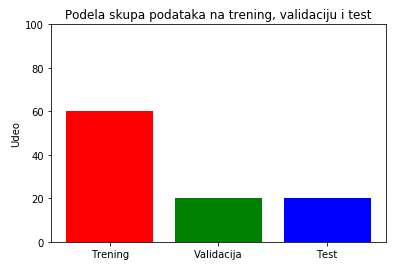 Podela skupa podataka na trening, validaciju i test
100
80
60
40
20
0
Udeo
Trening
Validacija
Test